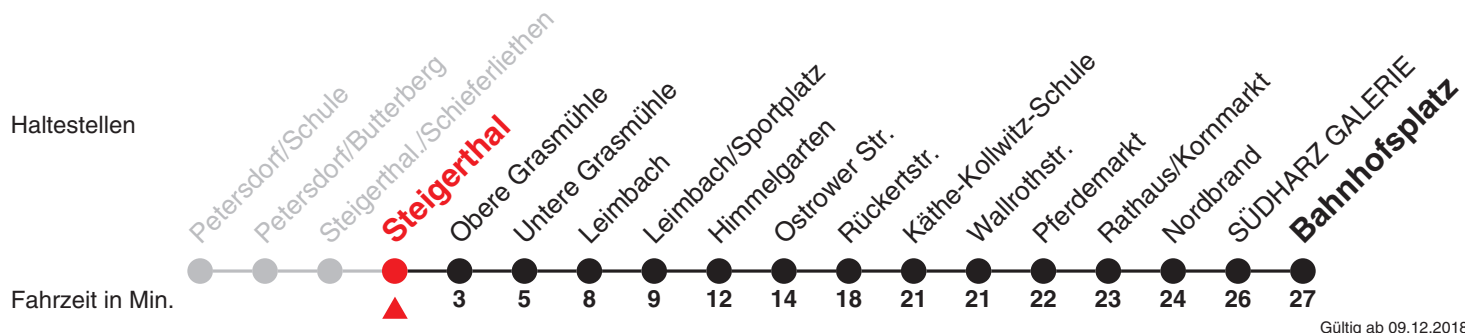 Haltestellen
Petersdorf/Schule
Petersdorf/Butterberg
Steigerthal./Schieferliethen
Steigerthal
Obere Grasmühle
Untere Grasmühle
Leimbach
Leimbach/Sportplatz
Himmelgarten
Ostrower Str.
Rückertstr.
Käthe-Kollwitz-Schule
Wallrothstr.
Pferdemarkt
Rathaus/Kornmarkt
Nordbrand
SÜDHARZ GALERIE
Bahnhofsplatz
Fahrzeit in Min. 3 5 8 9 12 14 18 21 21 22 23 24 26 27
Gültig ab 09.12.2018